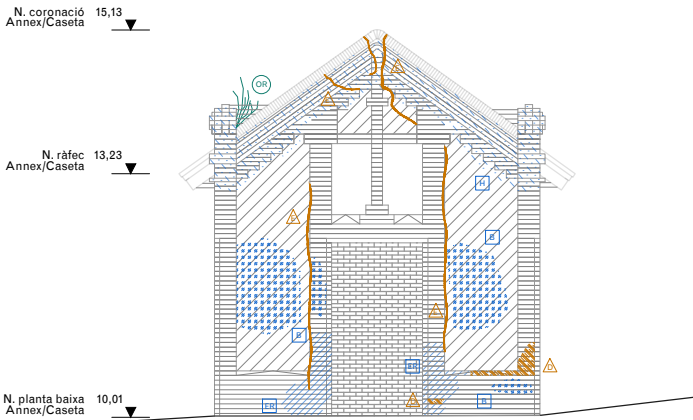 N. coronació 15,13
Annex/Caseta
OR
N. ràfec 13,23
Annex/Caseta
H
B
B
ER
D
N. planta baixa 10,01
Annex/Caseta
ER
B